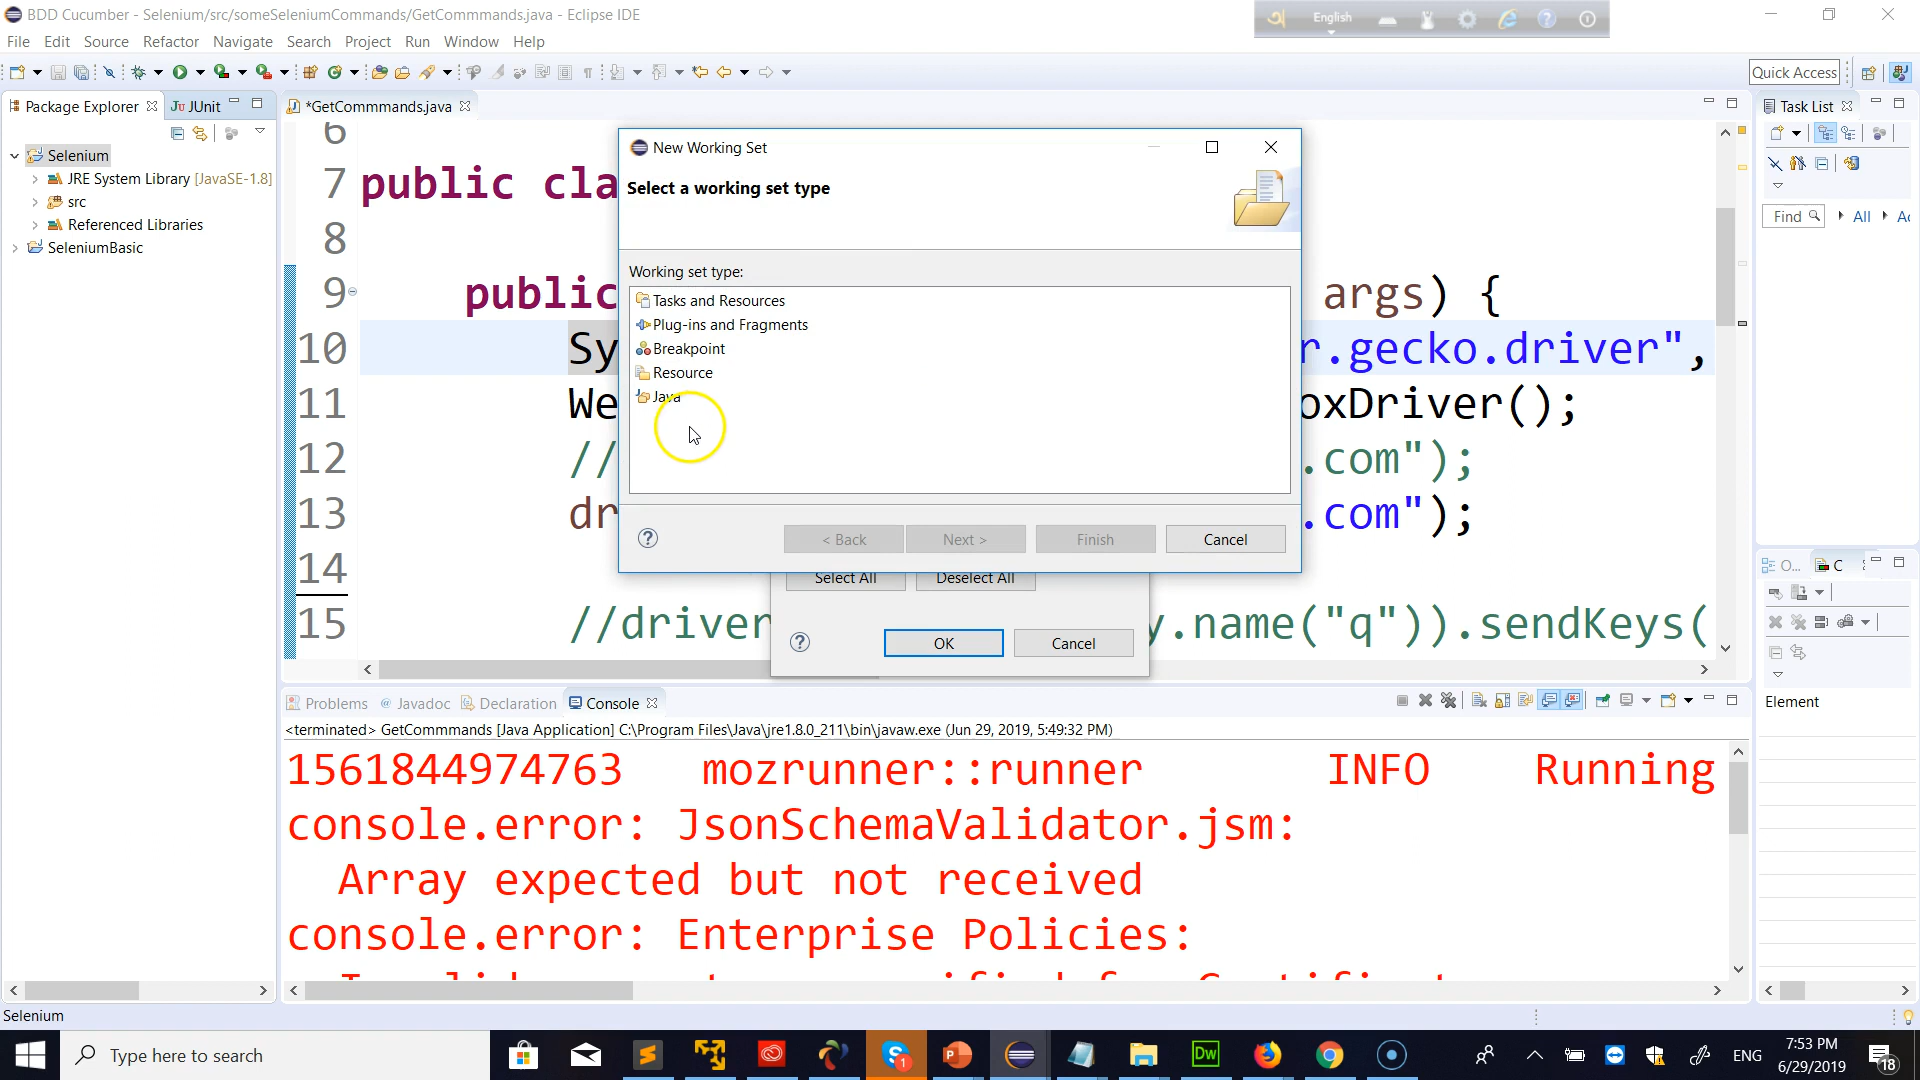 BDD Cucumber - Selenium/src/someSeleniumCommands/GetCommmands.java - Eclipse IDE
English
File Edit Source Refactor Navigate Search Project Run Window Help
Quick Access
Package Explorer JUnit
*GetCommmands.java
Task List
Selenium
JRE System Library [JavaSE-1.8]
src
Referenced Libraries
SeleniumBasic
Find All
New Working Set
Select a working set type
Working set type:
Tasks and Resources
Plug-ins and Fragments
Breakpoint
Resource
Java
< Back Next > Finish Cancel
Select All Deselect All
OK Cancel
6
7 public cla
8
9 public args) {
10 Sy r.gecko.driver",
11 We oxDriver();
12 // .com");
13 dr .com");
14
15 //driver y.name("q")).sendKeys(
O... C
Element
Problems Javadoc Declaration Console
<terminated> GetCommmands [Java Application] C:\Program Files\Java\jre1.8.0_211\bin\javaw.exe (Jun 29, 2019, 5:49:32 PM)
1561844974763 mozrunner::runner INFO Running
console.error: JsonSchemaValidator.jsm:
Array expected but not received
console.error: Enterprise Policies:
Selenium
Type here to search
Dw
ENG
7:53 PM
6/29/2019
18